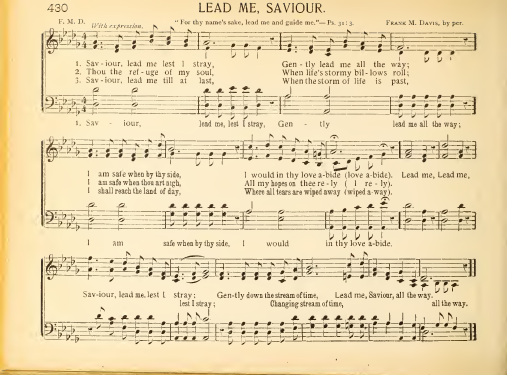 430
LEAD ME, SAVIOUR.
F. M. D. With expression. "For thy name's sake, lead me and guide me."—Ps. 31: 3. FRANK M. DAVIS, by per.
1. Sav-iour, lead me lest I stray, Gen-tly lead me all the way;
2. Thou the ref-uge of my soul, When life's stormy bil-lows roll;
3. Sav-iour, lead me till at last, When the storm of life is past,
1. Sav - iour, lead me, lest I stray, Gen - tly lead me all the way;
I am safe when by thy side, I would in thy love a-bide (love a-bide). Lead me, Lead me,
I am safe when thou art nigh, All my hopes on thee re-ly ( I re-ly).
I shall reach the land of day, Where all tears are wiped away (wiped a-way).
I am safe when by thy side, I would in thy love a-bide.
Sav-iour, lead me, lest I stray; Gen-tly down the stream of time, Lead me, Saviour, all the way.
lest I stray; Changing stream of time, all the way.